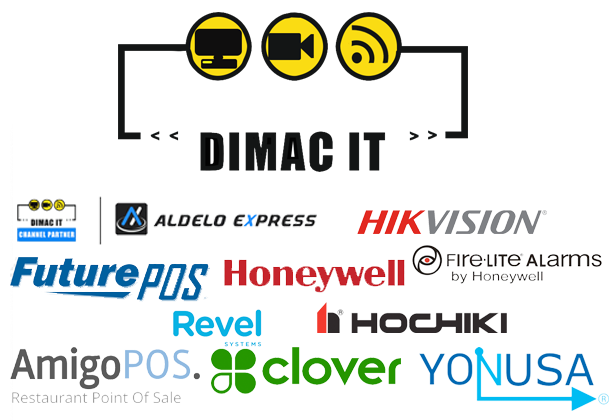 < < DIMAC IT > >
DIMAC IT
CHANNEL PARTNER
ALDELO EXPRESS
HIKVISION®
FuturePOS
Honeywell
FIRE•LITE ALARMS
by Honeywell
Revel
SYSTEMS
® HOCHIKI
AmigoPOS.
Restaurant Point Of Sale
clover
YONUSA
®